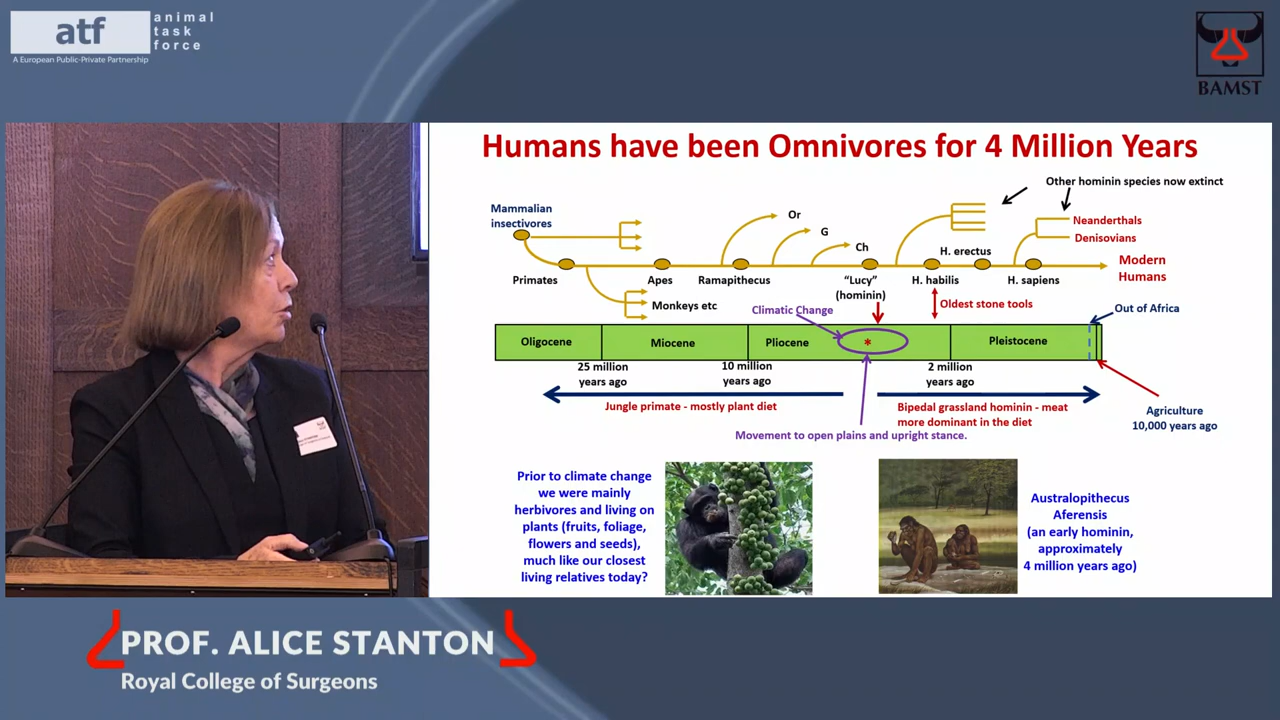 atf
animal
task
force
A European Public-Private Partnership
BAMST
Humans have been Omnivores for 4 Million Years
Other hominin species now extinct
Mammalian
insectivores
Or
G
Ch
H. erectus
Neanderthals
Denisovians
Modern
Humans
Primates
Apes
Ramapithecus
"Lucy"
(hominin)
H. habilis
H. sapiens
Monkeys etc
Climatic Change
Oldest stone tools
Out of Africa
Oligocene
Miocene
Pliocene
*
Pleistocene
25 million
years ago
10 million
years ago
2 million
years ago
Jungle primate - mostly plant diet
Bipedal grassland hominin - meat
more dominant in the diet
Agriculture
10,000 years ago
Movement to open plains and upright stance.
Prior to climate change
we were mainly
herbivores and living on
plants (fruits, foliage,
flowers and seeds),
much like our closest
living relatives today?
Australopithecus
Aferensis
(an early hominin,
approximately
4 million years ago)
PROF. ALICE STANTON
Royal College of Surgeons